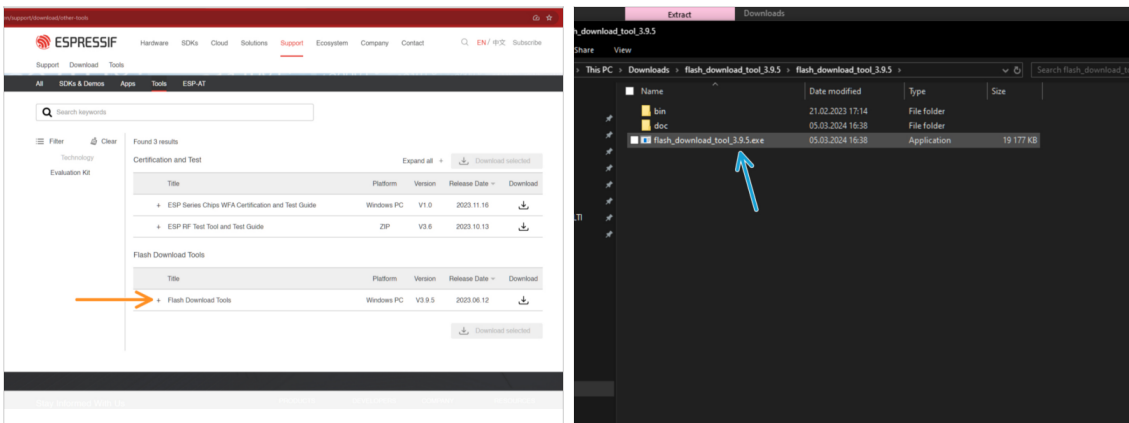 en/support/download/other-tools
ESPRESSIF
Hardware SDKs Cloud Solutions Support Ecosystem Company Contact EN / 中文 Subscribe
Support Download Tools
All SDKs & Demos Apps Tools ESP-AT
Search keywords
Filter Clear Found 3 results
Technology
Evaluation Kit
Certification and Test Expand all + Download selected
Title Platform Version Release Date Download
+ ESP Series Chips WFA Certification and Test Guide Windows PC V1.0 2023.11.16
+ ESP RF Test Tool and Test Guide ZIP V3.6 2023.10.13
Flash Download Tools
Title Platform Version Release Date Download
+ Flash Download Tools Windows PC V3.9.5 2023.06.12
Download selected
Extract Downloads
flash_download_tool_3.9.5
Share View
› This PC › Downloads › flash_download_tool_3.9.5 › flash_download_tool_3.9.5 › Search flash_download_t
Name Date modified Type Size
bin 21.02.2023 17:14 File folder
doc 05.03.2024 16:38 File folder
flash_download_tool_3.9.5.exe 05.03.2024 16:38 Application 19 177 KB